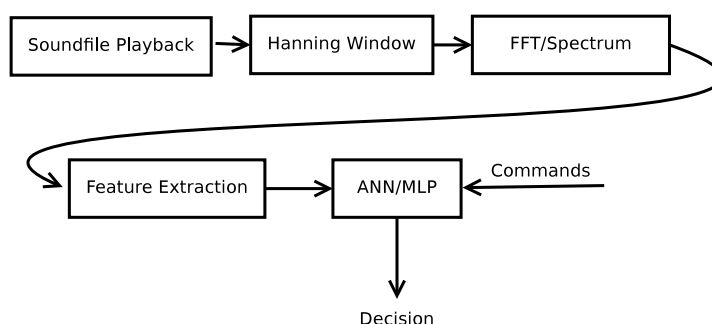 Soundfile Playback
Hanning Window
FFT/Spectrum
Feature Extraction
ANN/MLP
Commands
Decision